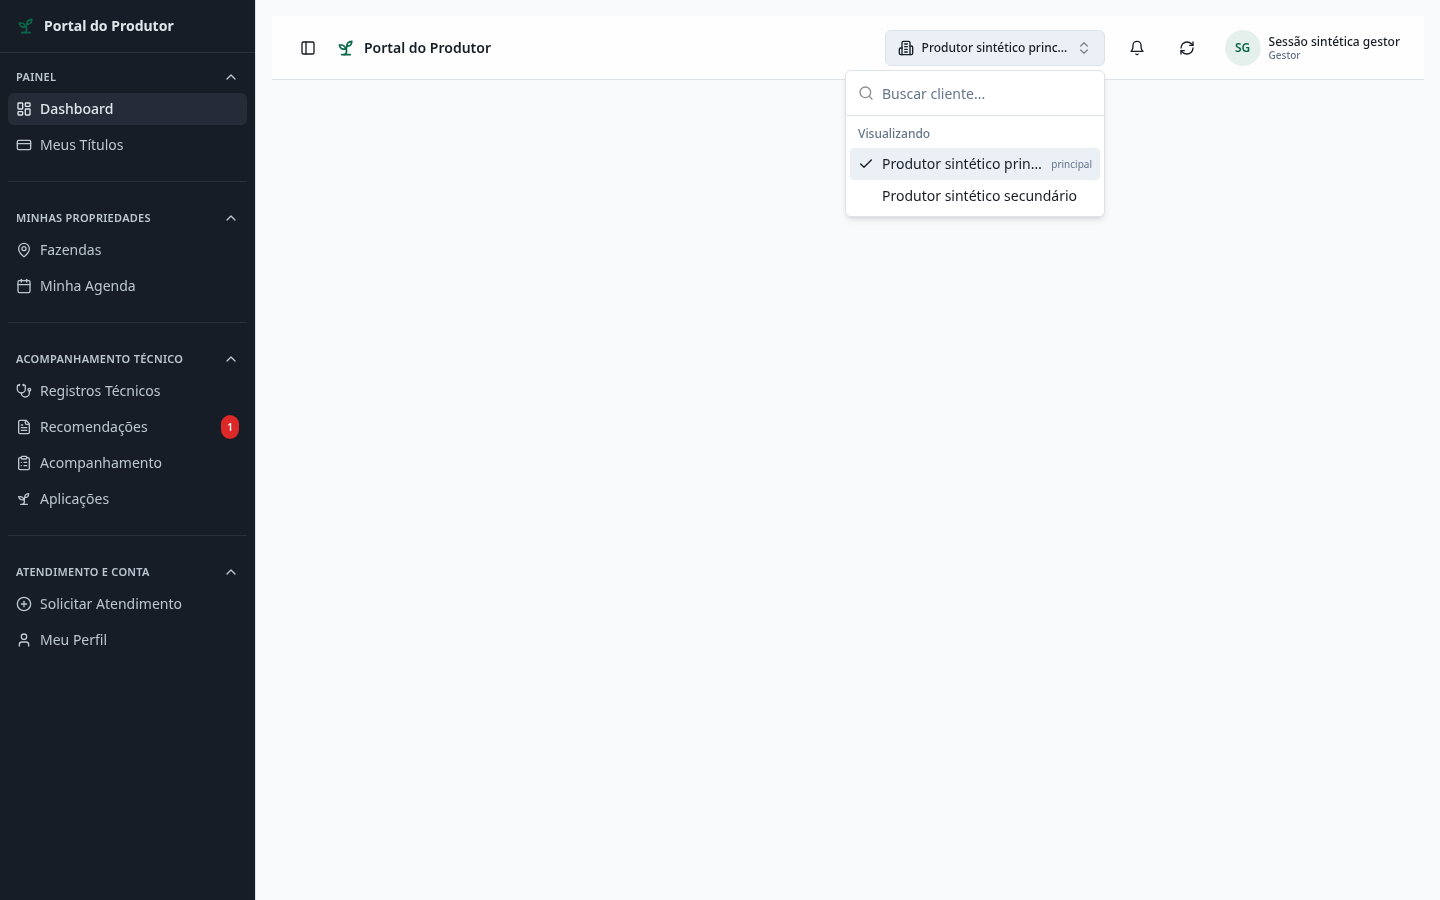 Portal do Produtor
PAINEL
Dashboard
Meus Títulos
MINHAS PROPRIEDADES
Fazendas
Minha Agenda
ACOMPANHAMENTO TÉCNICO
Registros Técnicos
Recomendações 1
Acompanhamento
Aplicações
ATENDIMENTO E CONTA
Solicitar Atendimento
Meu Perfil
Portal do Produtor
Produtor sintético princ...
SG
Sessão sintética gestor
Gestor
Buscar cliente...
Visualizando
Produtor sintético prin... principal
Produtor sintético secundário